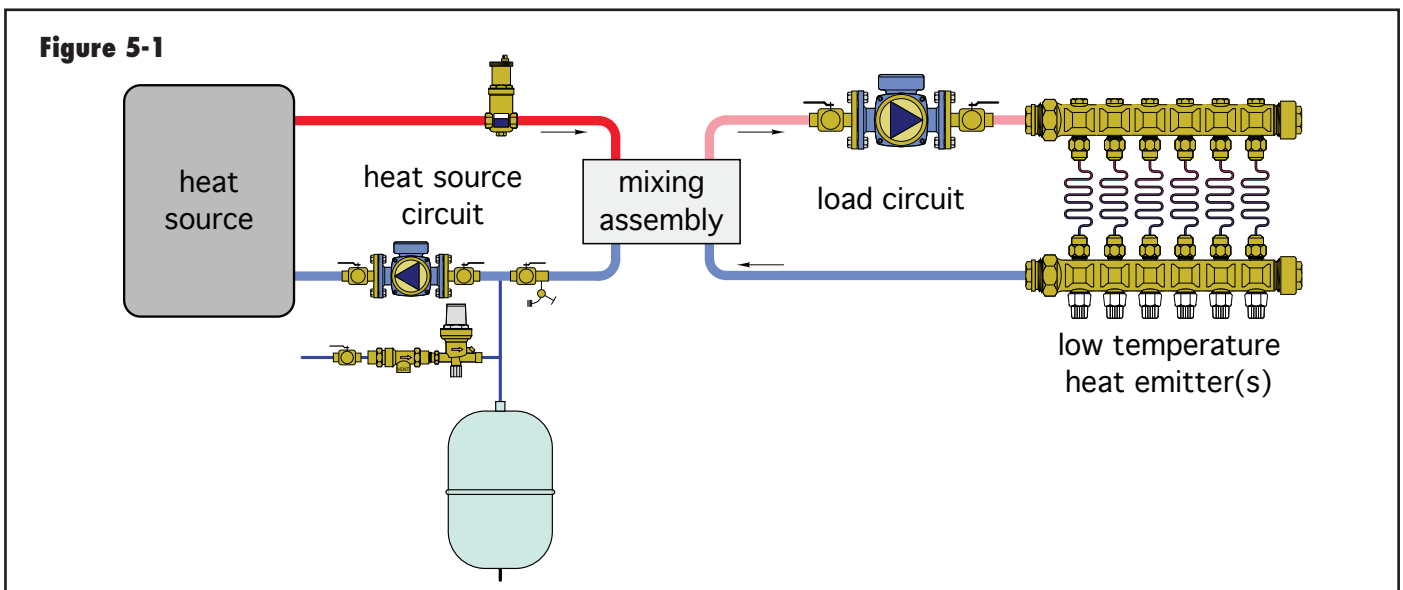 Figure 5-1
heat
source
heat source
circuit
mixing
assembly
load circuit
low temperature
heat emitter(s)